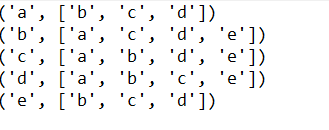 ('a', ['b', 'c', 'd'])
('b', ['a', 'c', 'd', 'e'])
('c', ['a', 'b', 'd', 'e'])
('d', ['a', 'b', 'c', 'e'])
('e', ['b', 'c', 'd'])